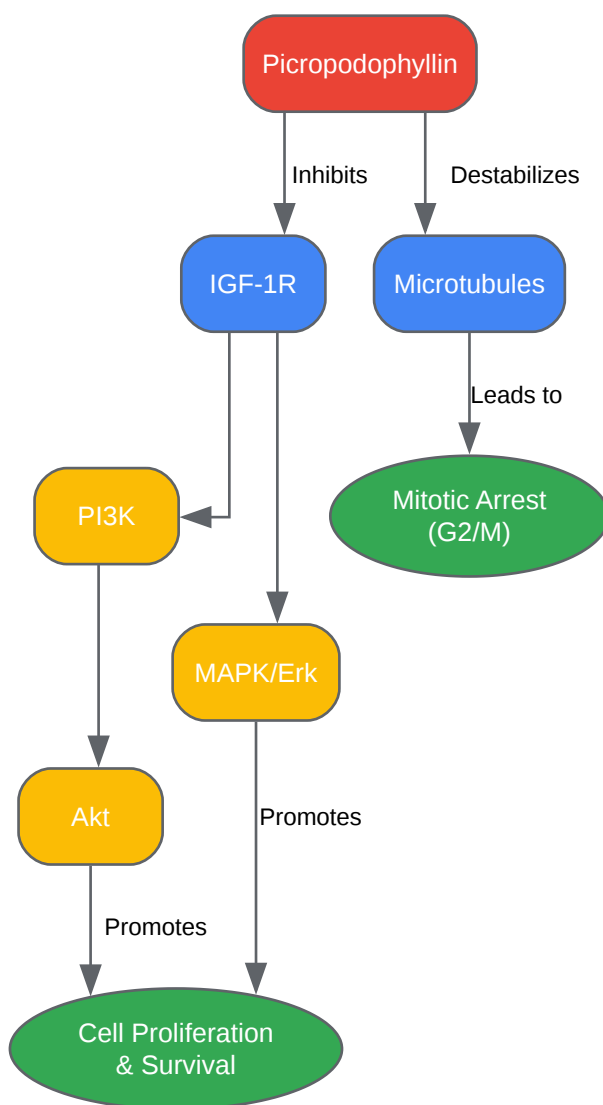 Picropodophyllin
Inhibits
Destabilizes
IGF-1R
Microtubules
Leads to
PI3K
Mitotic Arrest
(G2/M)
MAPK/Erk
Akt
Promotes
Promotes
Cell Proliferation
& Survival